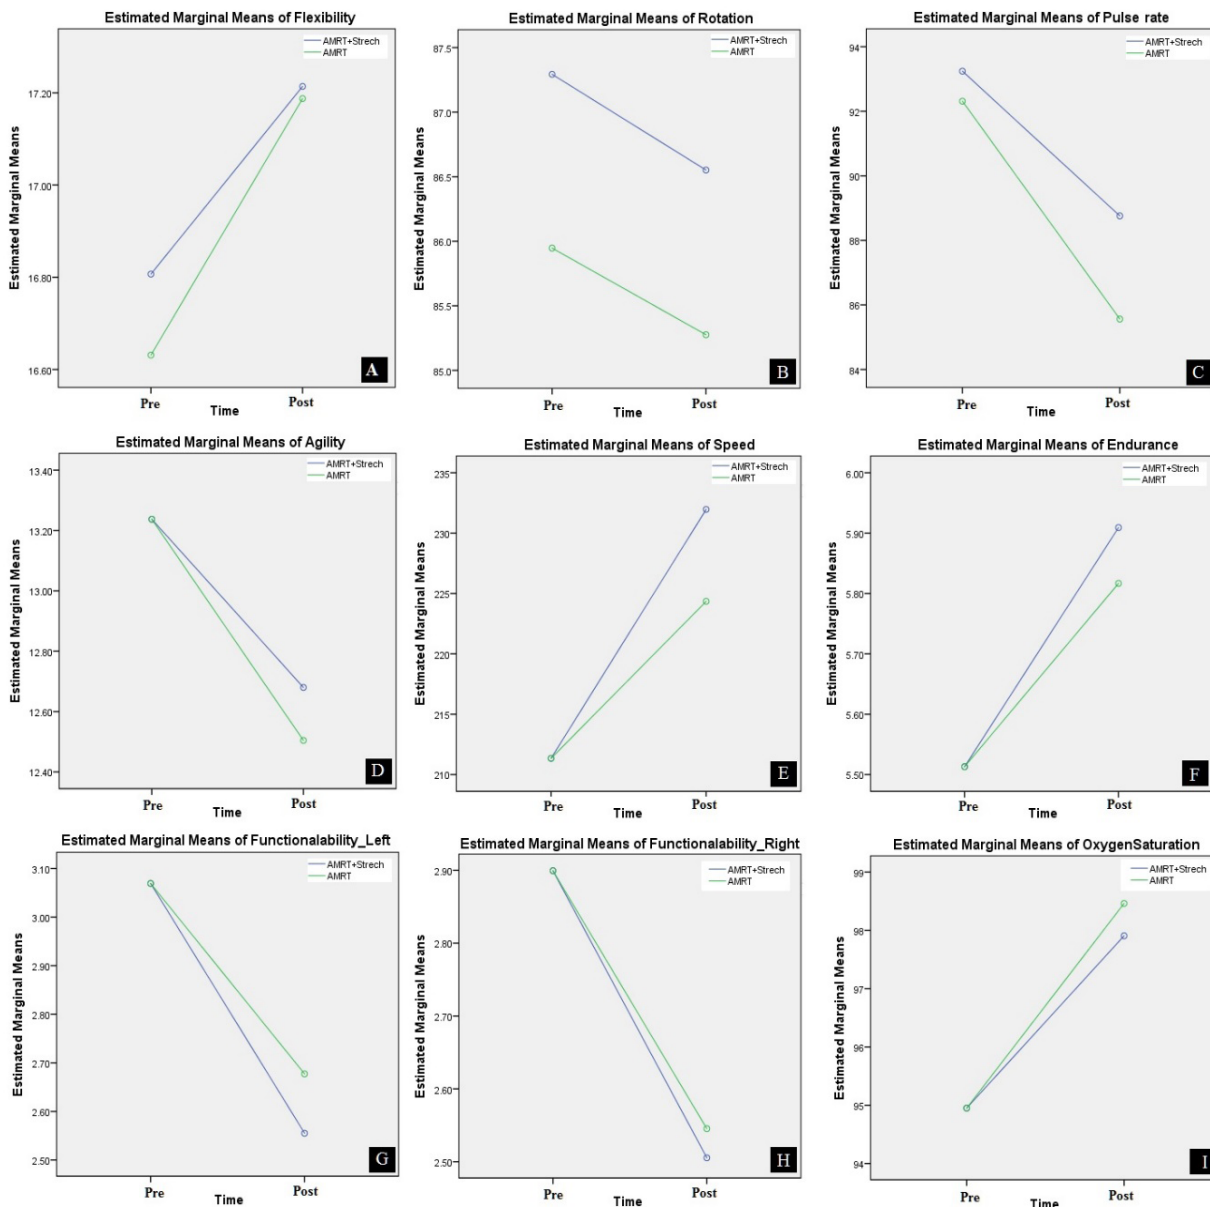 Estimated Marginal Means of Flexibility
AMRT+Strech
AMRT
Estimated Marginal Means
17.20
17.00
16.80
16.60
Pre
Post
Time
A
Estimated Marginal Means of Rotation
AMRT+Strech
AMRT
Estimated Marginal Means
87.5
87.0
86.5
86.0
85.5
85.0
Pre
Post
Time
B
Estimated Marginal Means of Pulse rate
AMRT+Strech
AMRT
Estimated Marginal Means
94
92
90
88
86
84
Pre
Post
Time
C
Estimated Marginal Means of Agility
AMRT+Strech
AMRT
Estimated Marginal Means
13.40
13.20
13.00
12.80
12.60
12.40
Pre
Post
Time
D
Estimated Marginal Means of Speed
AMRT+Strech
AMRT
Estimated Marginal Means
235
230
225
220
215
210
Pre
Post
Time
E
Estimated Marginal Means of Endurance
AMRT+Strech
AMRT
Estimated Marginal Means
6.00
5.90
5.80
5.70
5.60
5.50
Pre
Post
Time
F
Estimated Marginal Means of Functionalability_Left
AMRT+Strech
AMRT
Estimated Marginal Means
3.10
3.00
2.90
2.80
2.70
2.60
2.50
Pre
Post
Time
G
Estimated Marginal Means of Functionalability_Right
AMRT+Strech
AMRT
Estimated Marginal Means
2.90
2.80
2.70
2.60
2.50
Pre
Post
Time
H
Estimated Marginal Means of OxygenSaturation
AMRT+Strech
AMRT
Estimated Marginal Means
99
98
97
96
95
94
Pre
Post
Time
I